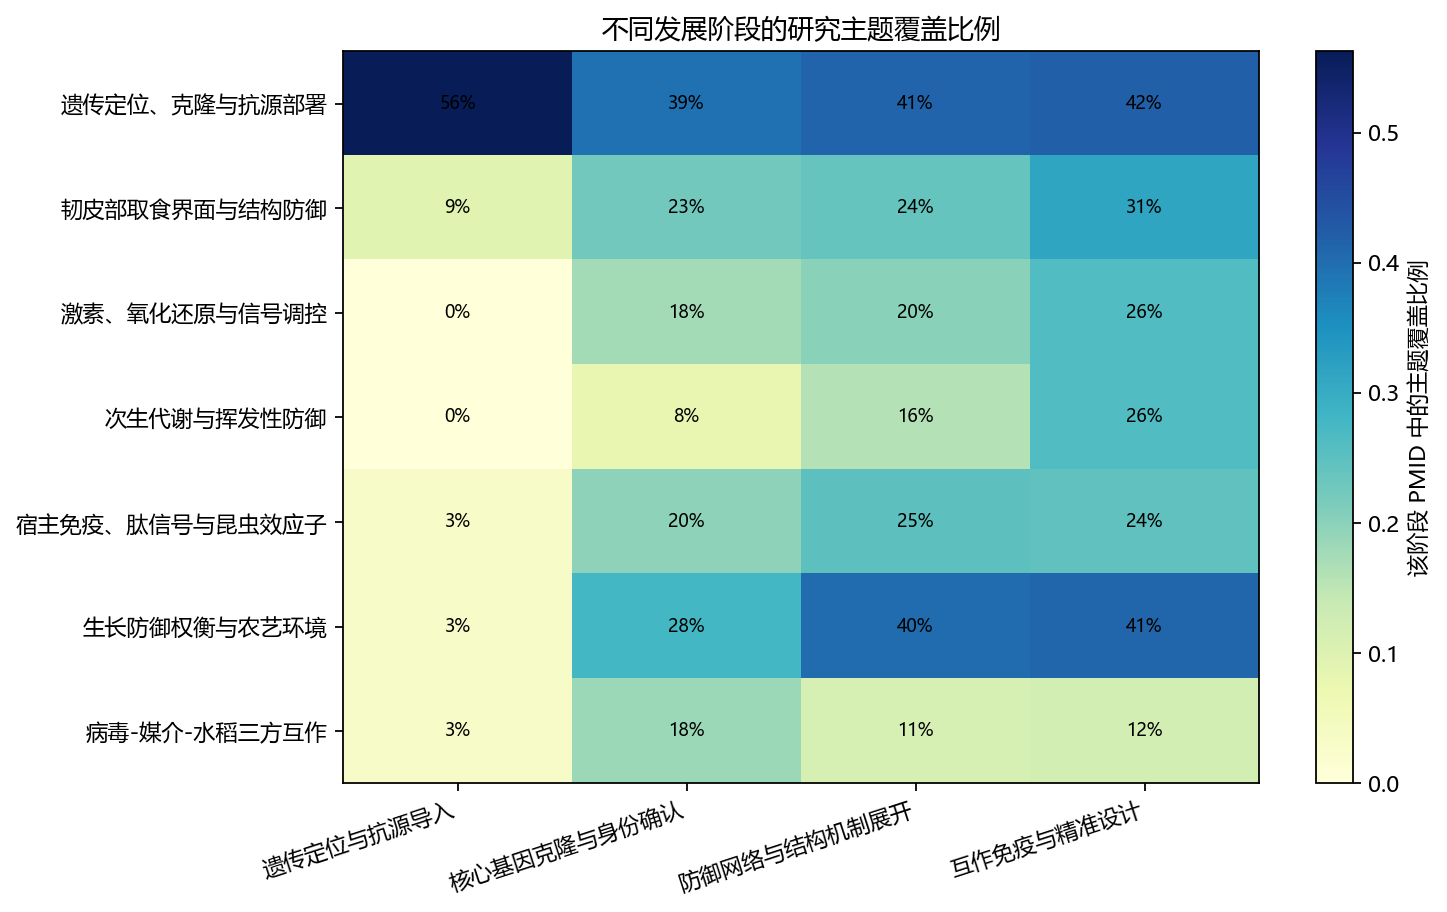 不同发展阶段的研究主题覆盖比例
遗传定位、克隆与抗源部署
56%
39%
41%
42%
韧皮部取食界面与结构防御
9%
23%
24%
31%
激素、氧化还原与信号调控
0%
18%
20%
26%
次生代谢与挥发性防御
0%
8%
16%
26%
宿主免疫、肽信号与昆虫效应子
3%
20%
25%
24%
生长防御权衡与农艺环境
3%
28%
40%
41%
病毒-媒介-水稻三方互作
3%
18%
11%
12%
遗传定位与抗源导入
核心基因克隆与身份确认
防御网络与结构机制展开
互作免疫与精准设计
0.5
0.4
0.3
0.2
0.1
0.0
该阶段 PMID 中的主题覆盖比例